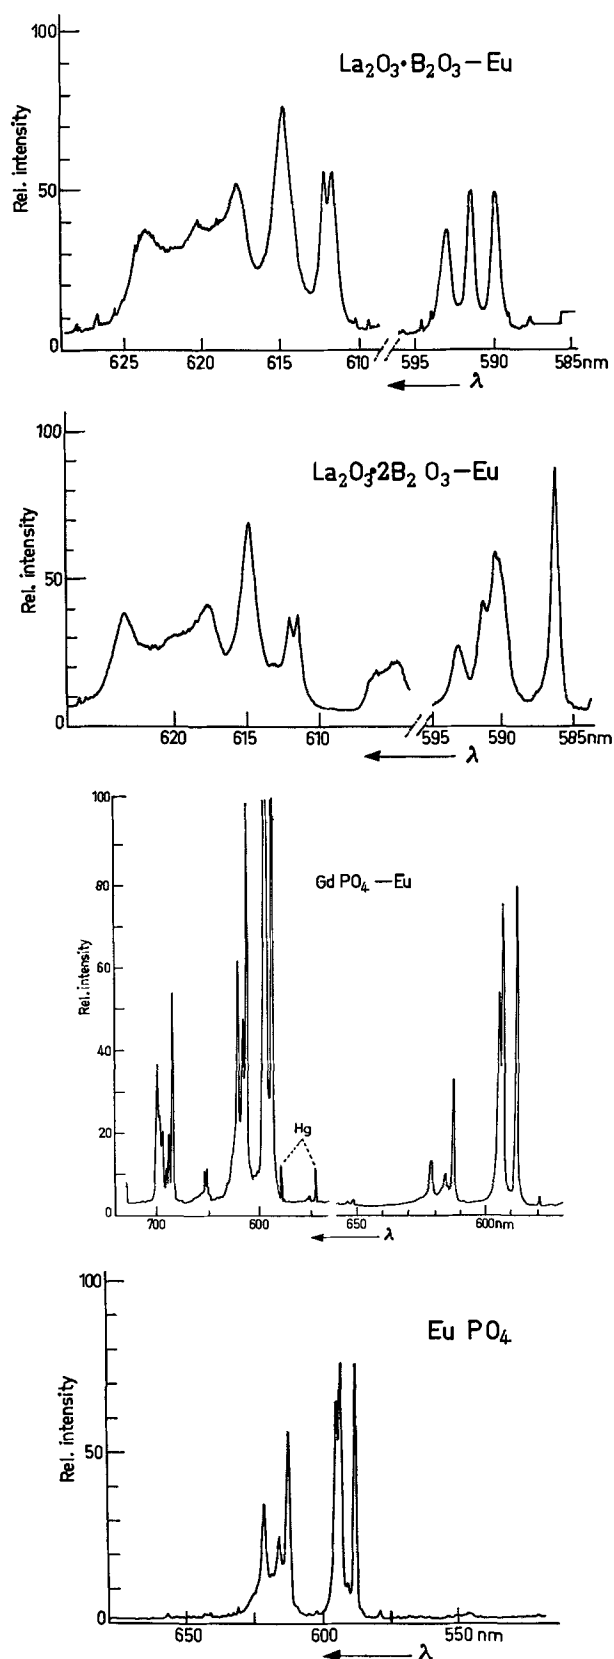 100
La₂O₃•B₂O₃—Eu
Rel. intensity
50
0
625 620 615 610 595 590 585nm
λ
100
La₂O₃•2B₂O₃—Eu
Rel. intensity
50
0
620 615 610 595 590 585nm
λ
100
Gd PO₄—Eu
80
Rel. intensity
60
40
Hg
20
0
700 600 650 600nm
λ
100
Eu PO₄
Rel. intensity
50
0
650 600 550 nm
λ